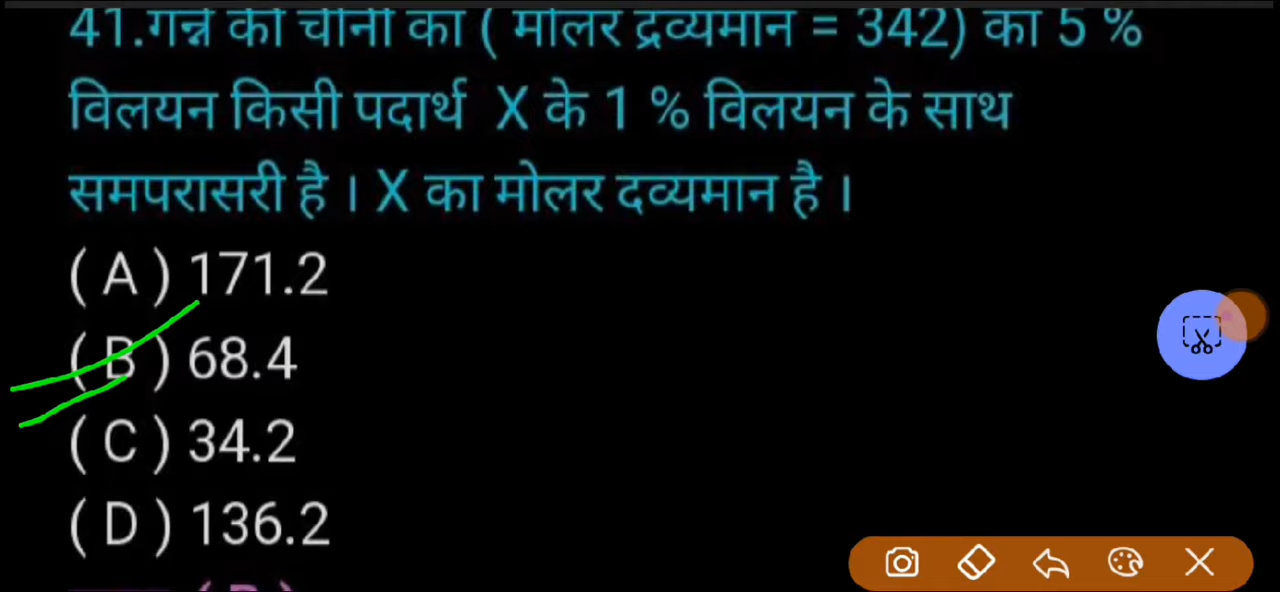 41.गन्ने की चीनी का ( मोलर द्रव्यमान = 342) का 5 %
विलयन किसी पदार्थ X के 1 % विलयन के साथ
समपरासरी है । X का मोलर दव्यमान है ।
( A ) 171.2
( B ) 68.4
( C ) 34.2
( D ) 136.2